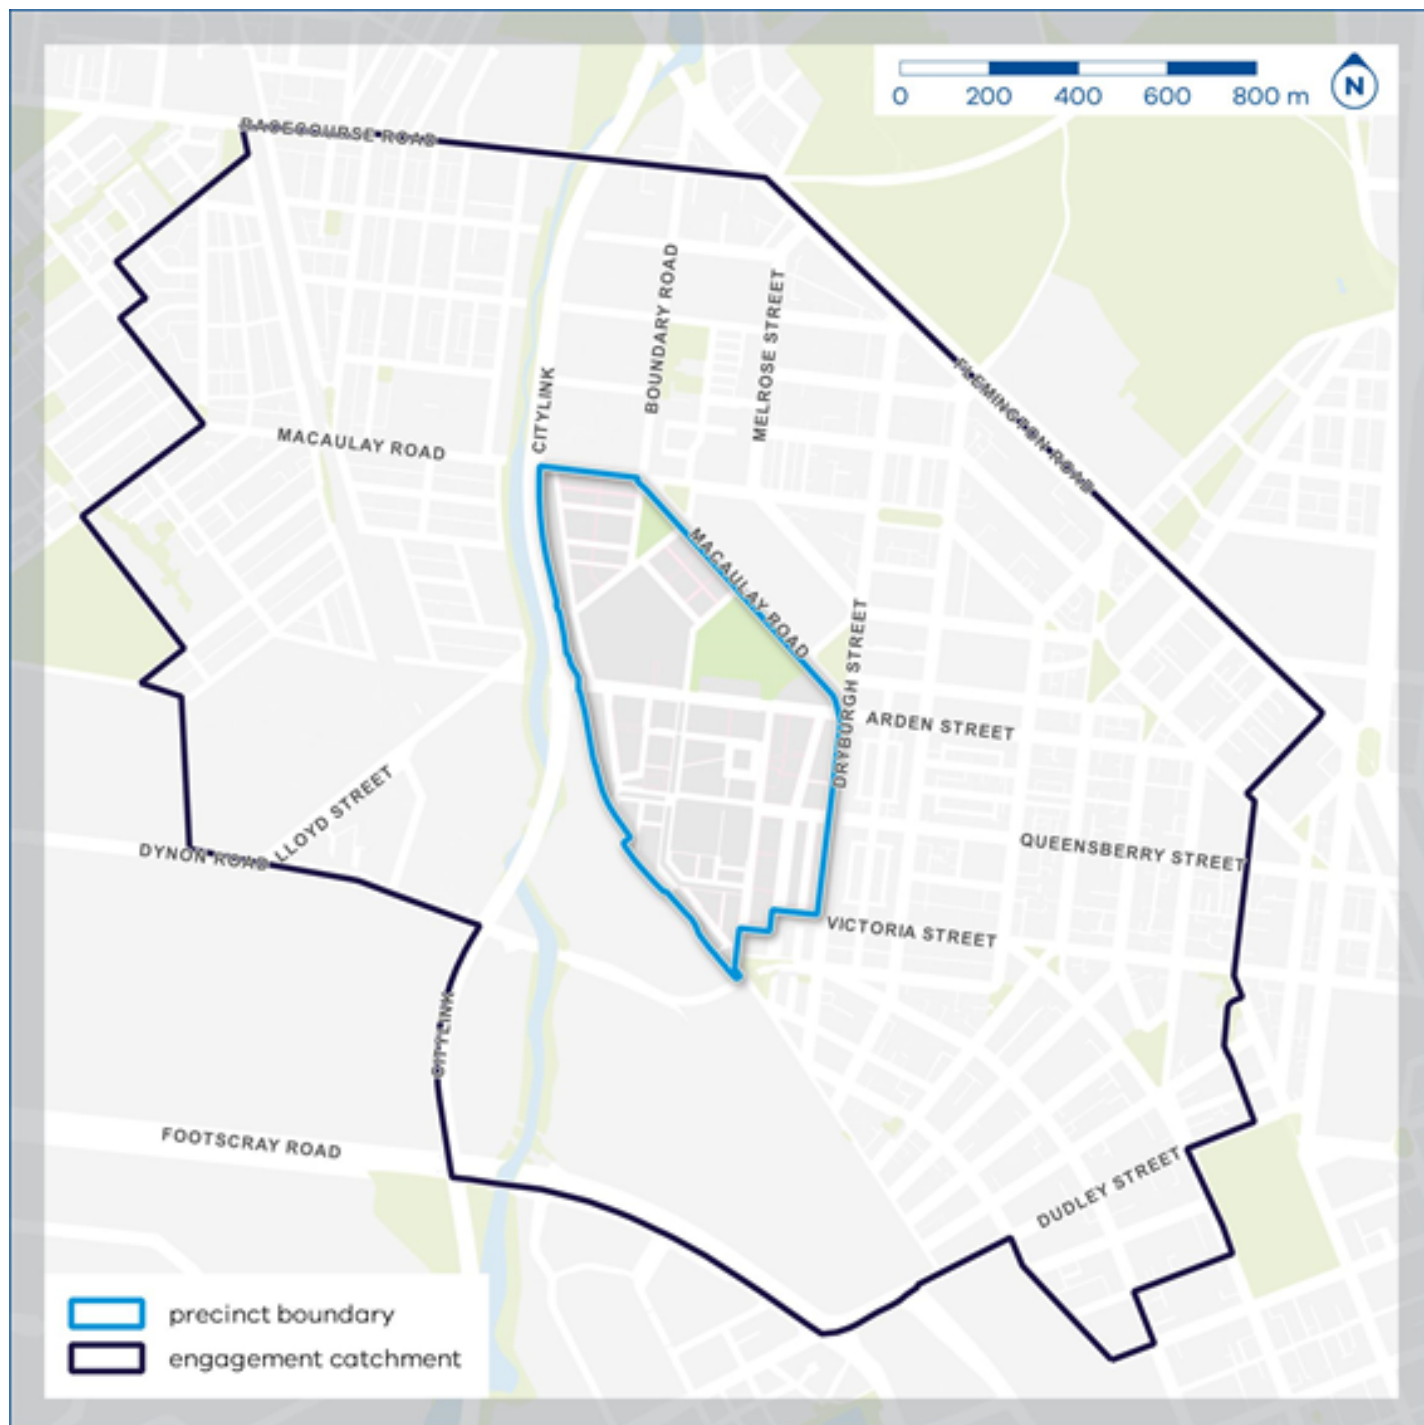 0 200 400 600 800 m
N
RACECOURSE ROAD
BOUNDARY ROAD
MELROSE STREET
CITYLINK
FLEMINGTON ROAD
MACAULAY ROAD
MACAULAY ROAD
DRYBURGH STREET
ARDEN STREET
LLOYD STREET
DYNON ROAD
QUEENSBERRY STREET
VICTORIA STREET
CITYLINK
FOOTSCRAY ROAD
DUDLEY STREET
precinct boundary
engagement catchment